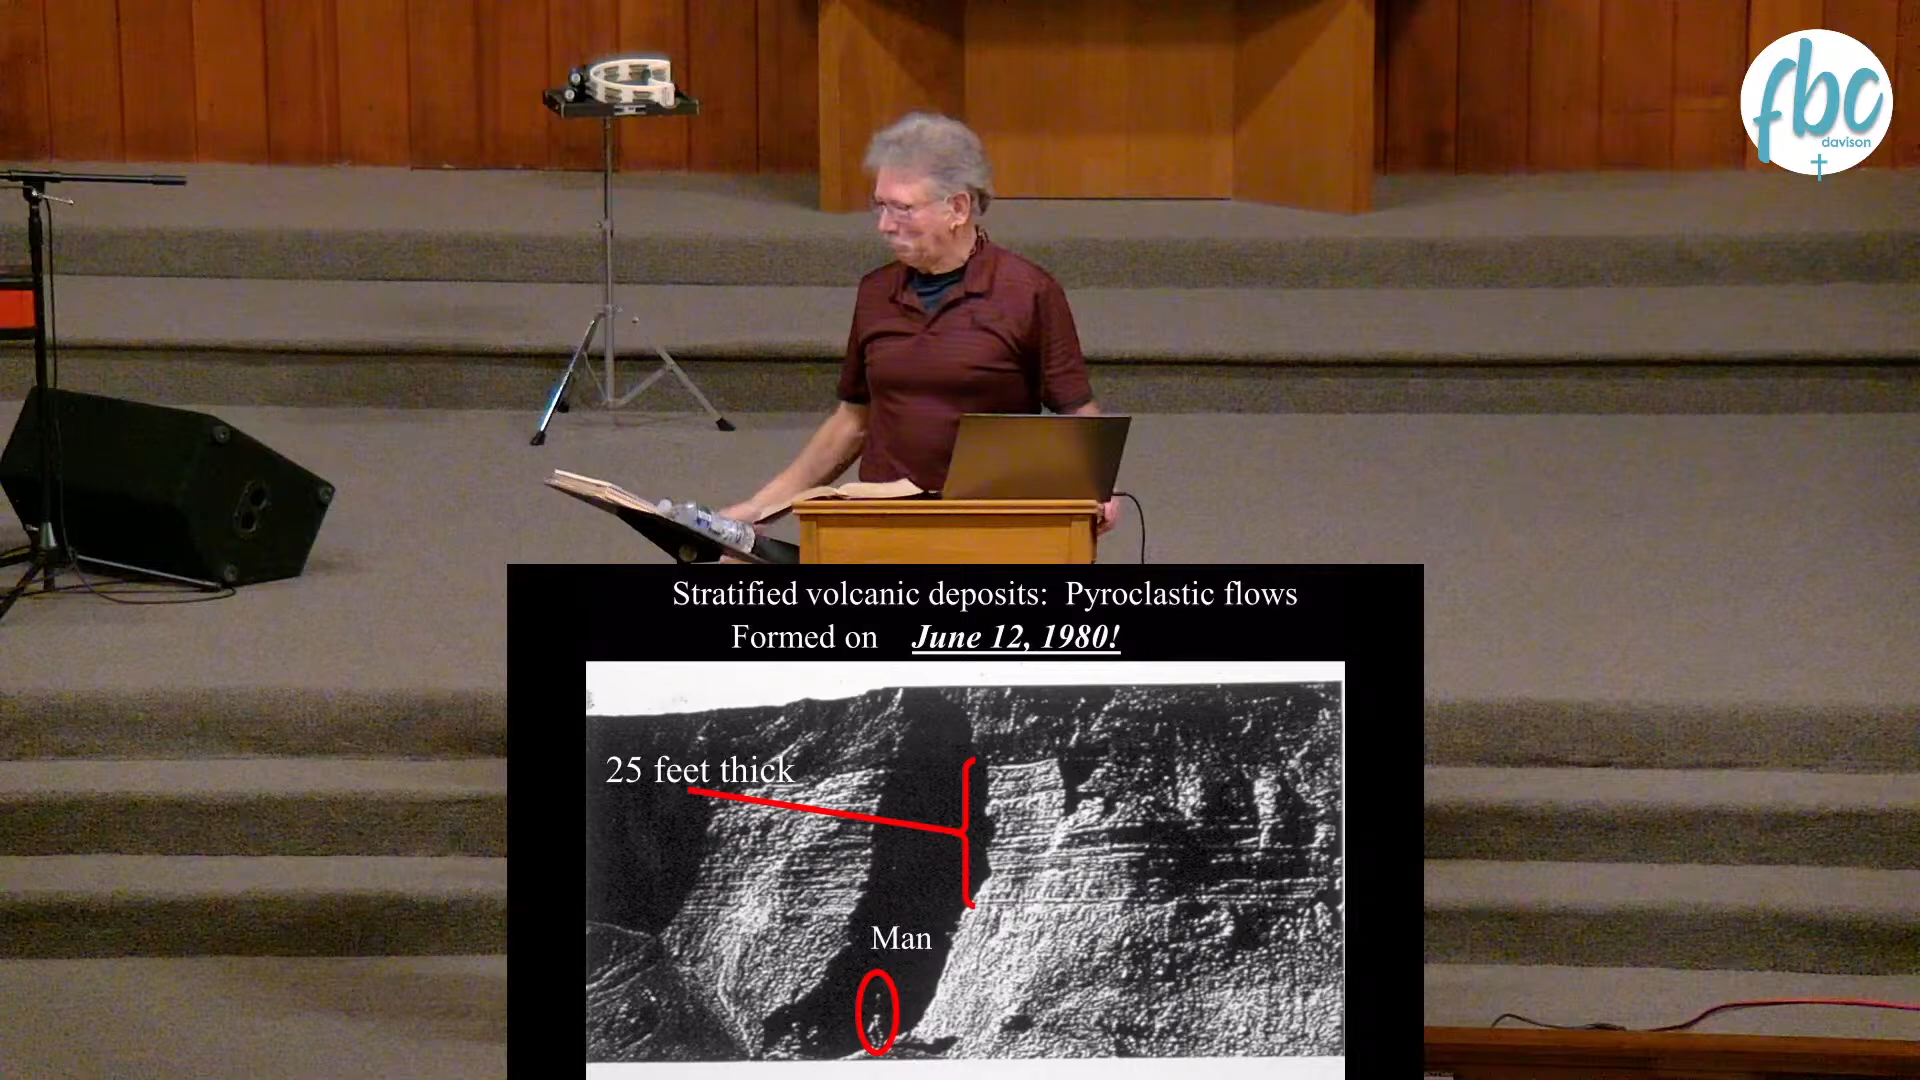 fbc
davison
Stratified volcanic deposits: Pyroclastic flows
Formed on June 12, 1980!
25 feet thick
Man